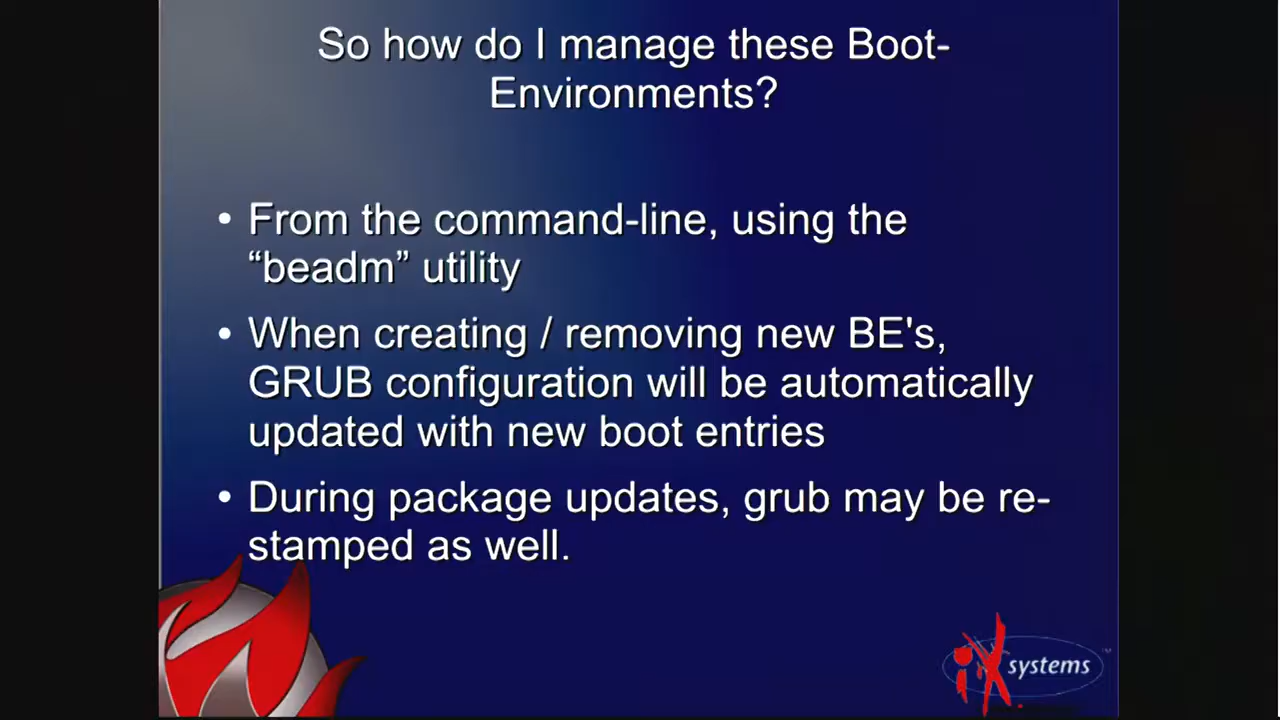 So how do I manage these Boot-
Environments?
• From the command-line, using the
“beadm” utility
• When creating / removing new BE's,
GRUB configuration will be automatically
updated with new boot entries
• During package updates, grub may be re-
stamped as well.
iX systems ™